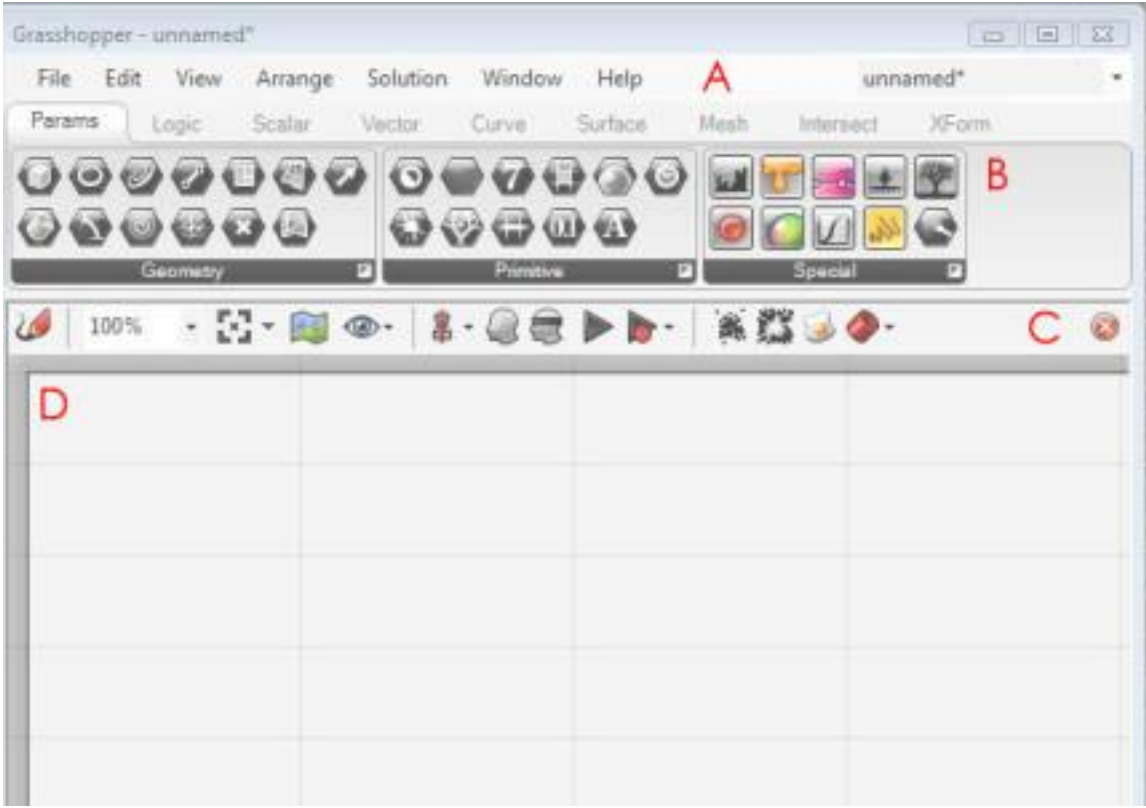 Grasshopper - unnamed*
File Edit View Arrange Solution Window Help A unnamed*
Params Logic Scalar Vector Curve Surface Mesh Intersect XForm
B
Geometry Primitive Special
100% C
D